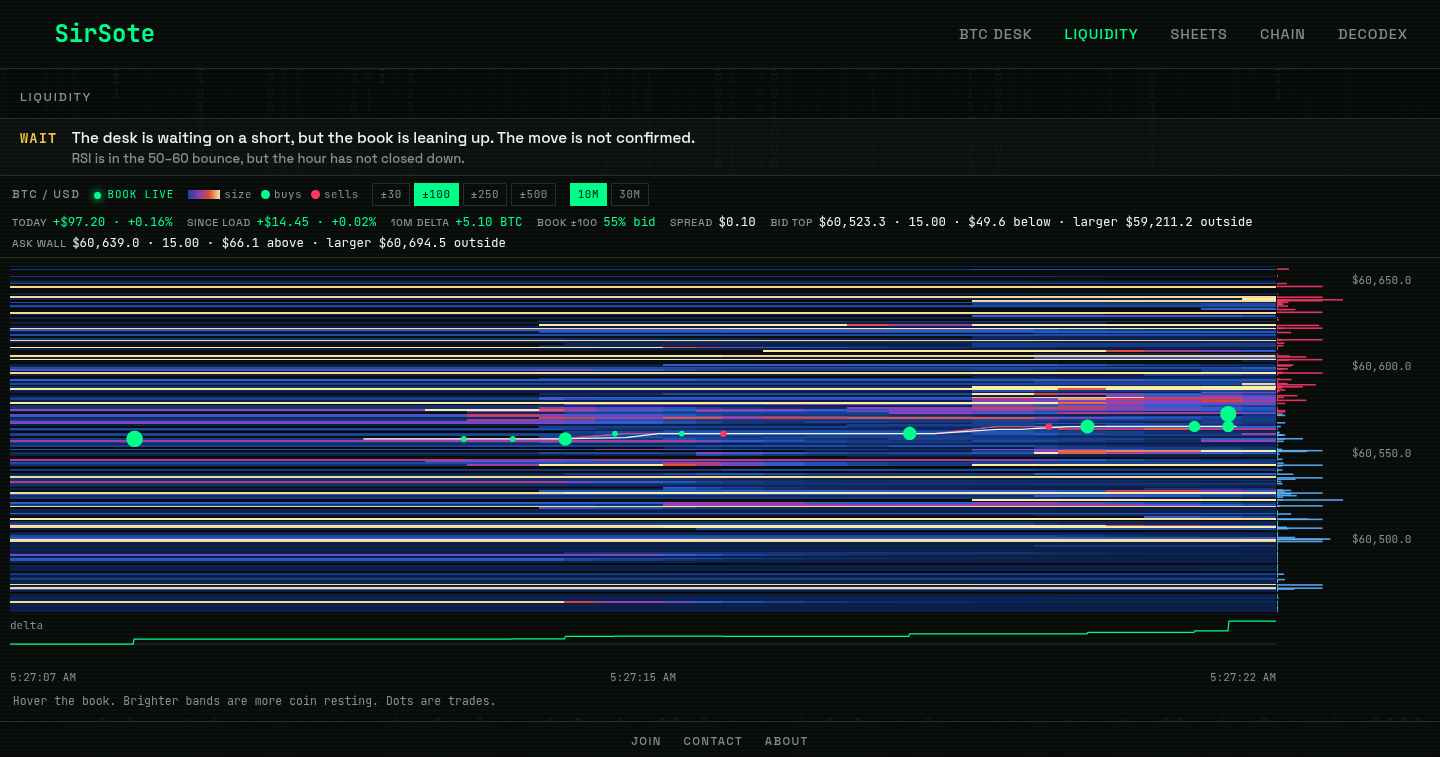 SirSote
BTC DESK LIQUIDITY SHEETS CHAIN DECODEX
LIQUIDITY
WAIT The desk is waiting on a short, but the book is leaning up. The move is not confirmed.
RSI is in the 50–60 bounce, but the hour has not closed down.
BTC / USD BOOK LIVE size buys sells ±30 ±100 ±250 ±500 10M 30M
TODAY +$97.20 · +0.16% SINCE LOAD +$14.45 · +0.02% 10M DELTA +5.10 BTC BOOK ±100 55% bid SPREAD $0.10 BID TOP $60,523.3 · 15.00 · $49.6 below · larger $59,211.2 outside
ASK WALL $60,639.0 · 15.00 · $66.1 above · larger $60,694.5 outside
$60,650.0
$60,600.0
$60,550.0
$60,500.0
delta
5:27:07 AM 5:27:15 AM 5:27:22 AM
Hover the book. Brighter bands are more coin resting. Dots are trades.
JOIN CONTACT ABOUT